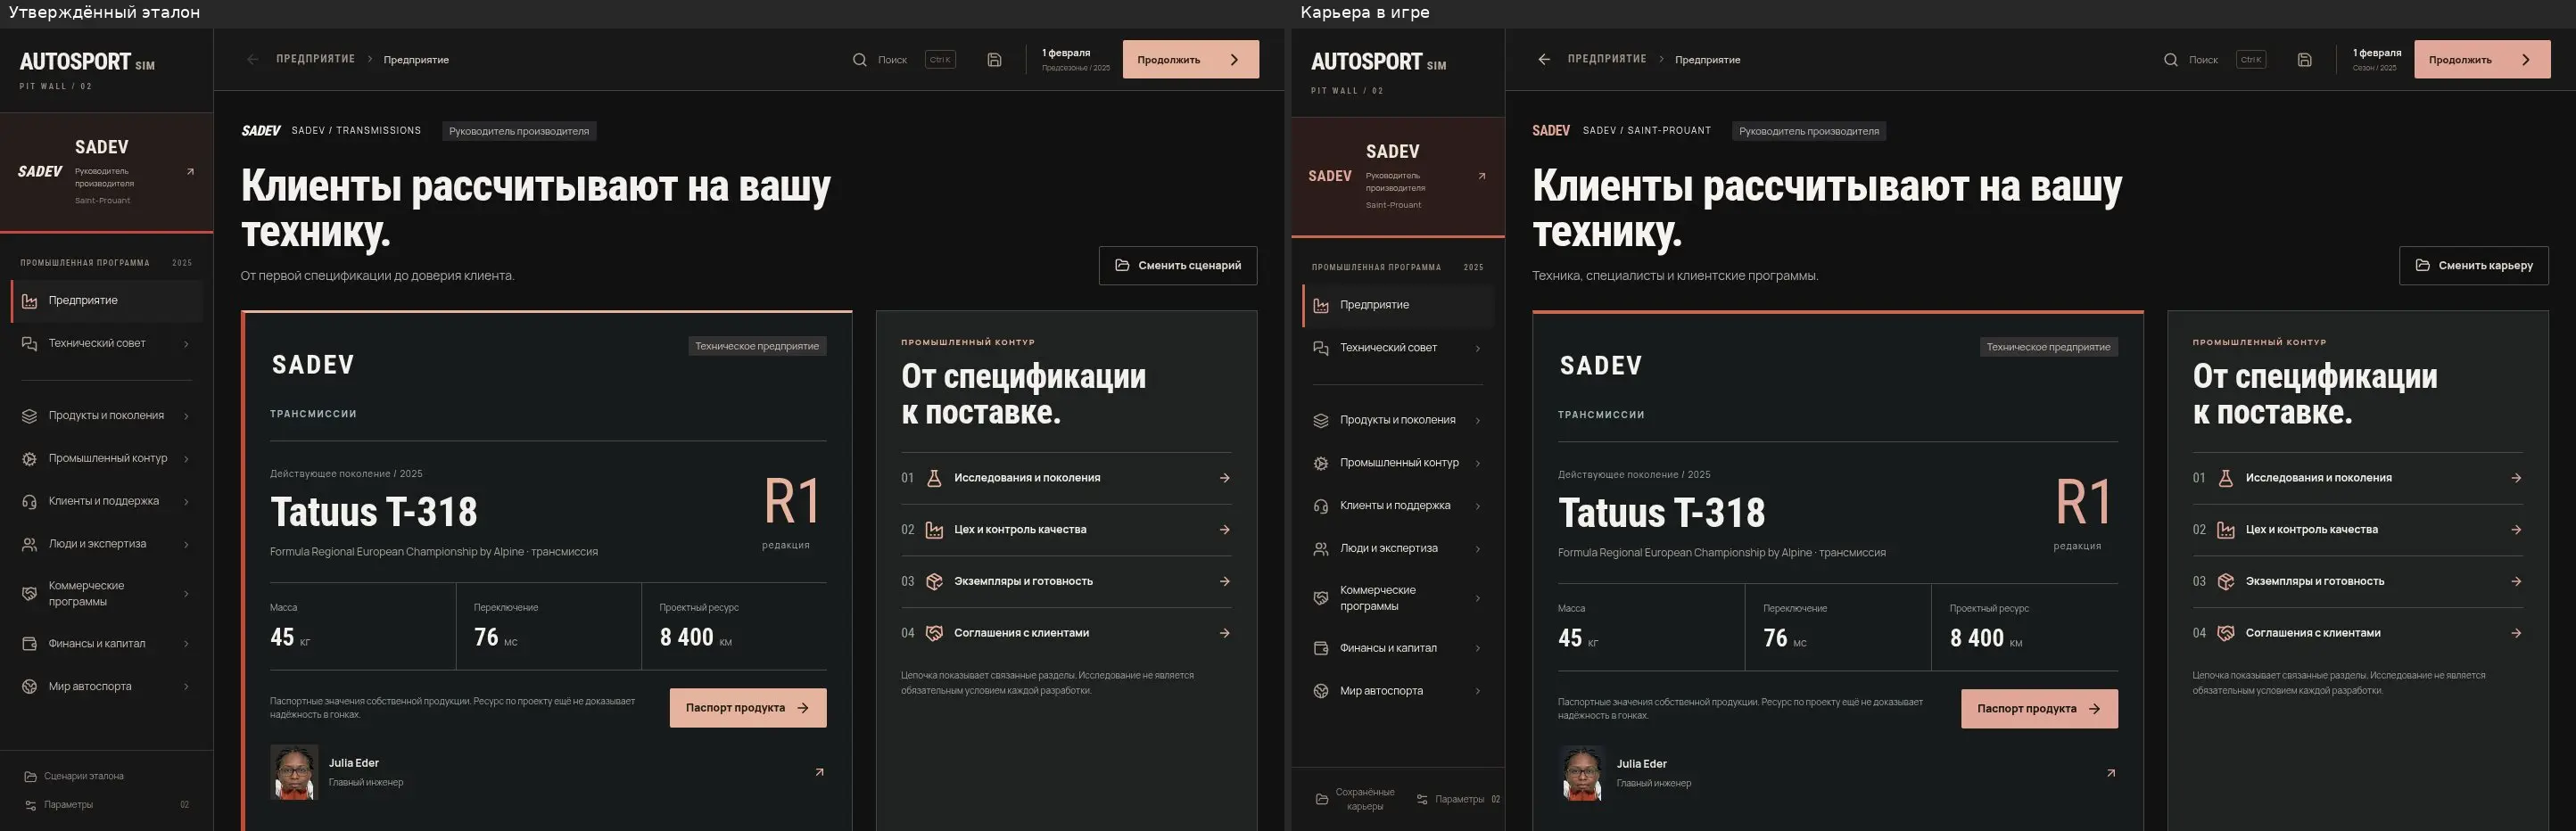 Утверждённый эталон
AUTOSPORT SIM
PIT WALL / 02
ПРЕДПРИЯТИЕ > Предприятие
Поиск Ctrl K
1 февраля
Предсезонье / 2025
Продолжить
SADEV
SADEV
Руководитель
производителя
Saint-Prouant
ПРОМЫШЛЕННАЯ ПРОГРАММА 2025
Предприятие
Технический совет
Продукты и поколения
Промышленный контур
Клиенты и поддержка
Люди и экспертиза
Коммерческие
программы
Финансы и капитал
Мир автоспорта
Сценарии эталона
Параметры 02
SADEV SADEV / TRANSMISSIONS Руководитель производителя
Клиенты рассчитывают на вашу
технику.
От первой спецификации до доверия клиента.
Сменить сценарий
SADEV
Техническое предприятие
ТРАНСМИССИИ
Действующее поколение / 2025
Tatuus T-318
Formula Regional European Championship by Alpine · трансмиссия
R1
редакция
Масса
45 кг
Переключение
76 мс
Проектный ресурс
8 400 км
Паспортные значения собственной продукции. Ресурс по проекту ещё не доказывает
надёжность в гонках.
Паспорт продукта
Julia Eder
Главный инженер
ПРОМЫШЛЕННЫЙ КОНТУР
От спецификации
к поставке.
01 Исследования и поколения
02 Цех и контроль качества
03 Экземпляры и готовность
04 Соглашения с клиентами
Цепочка показывает связанные разделы. Исследование не является
обязательным условием каждой разработки.
Карьера в игре
AUTOSPORT SIM
PIT WALL / 02
ПРЕДПРИЯТИЕ > Предприятие
Поиск Ctrl K
1 февраля
Сезон / 2025
Продолжить
SADEV
SADEV
Руководитель
производителя
Saint-Prouant
ПРОМЫШЛЕННАЯ ПРОГРАММА 2025
Предприятие
Технический совет
Продукты и поколения
Промышленный контур
Клиенты и поддержка
Люди и экспертиза
Коммерческие
программы
Финансы и капитал
Мир автоспорта
Сохранённые
карьеры
Параметры 02
SADEV SADEV / SAINT-PROUANT Руководитель производителя
Клиенты рассчитывают на вашу
технику.
Техника, специалисты и клиентские программы.
Сменить карьеру
SADEV
Техническое предприятие
ТРАНСМИССИИ
Действующее поколение / 2025
Tatuus T-318
Formula Regional European Championship by Alpine · трансмиссия
R1
редакция
Масса
45 кг
Переключение
76 мс
Проектный ресурс
8 400 км
Паспортные значения собственной продукции. Ресурс по проекту ещё не доказывает
надёжность в гонках.
Паспорт продукта
Julia Eder
Главный инженер
ПРОМЫШЛЕННЫЙ КОНТУР
От спецификации
к поставке.
01 Исследования и поколения
02 Цех и контроль качества
03 Экземпляры и готовность
04 Соглашения с клиентами
Цепочка показывает связанные разделы. Исследование не является
обязательным условием каждой разработки.